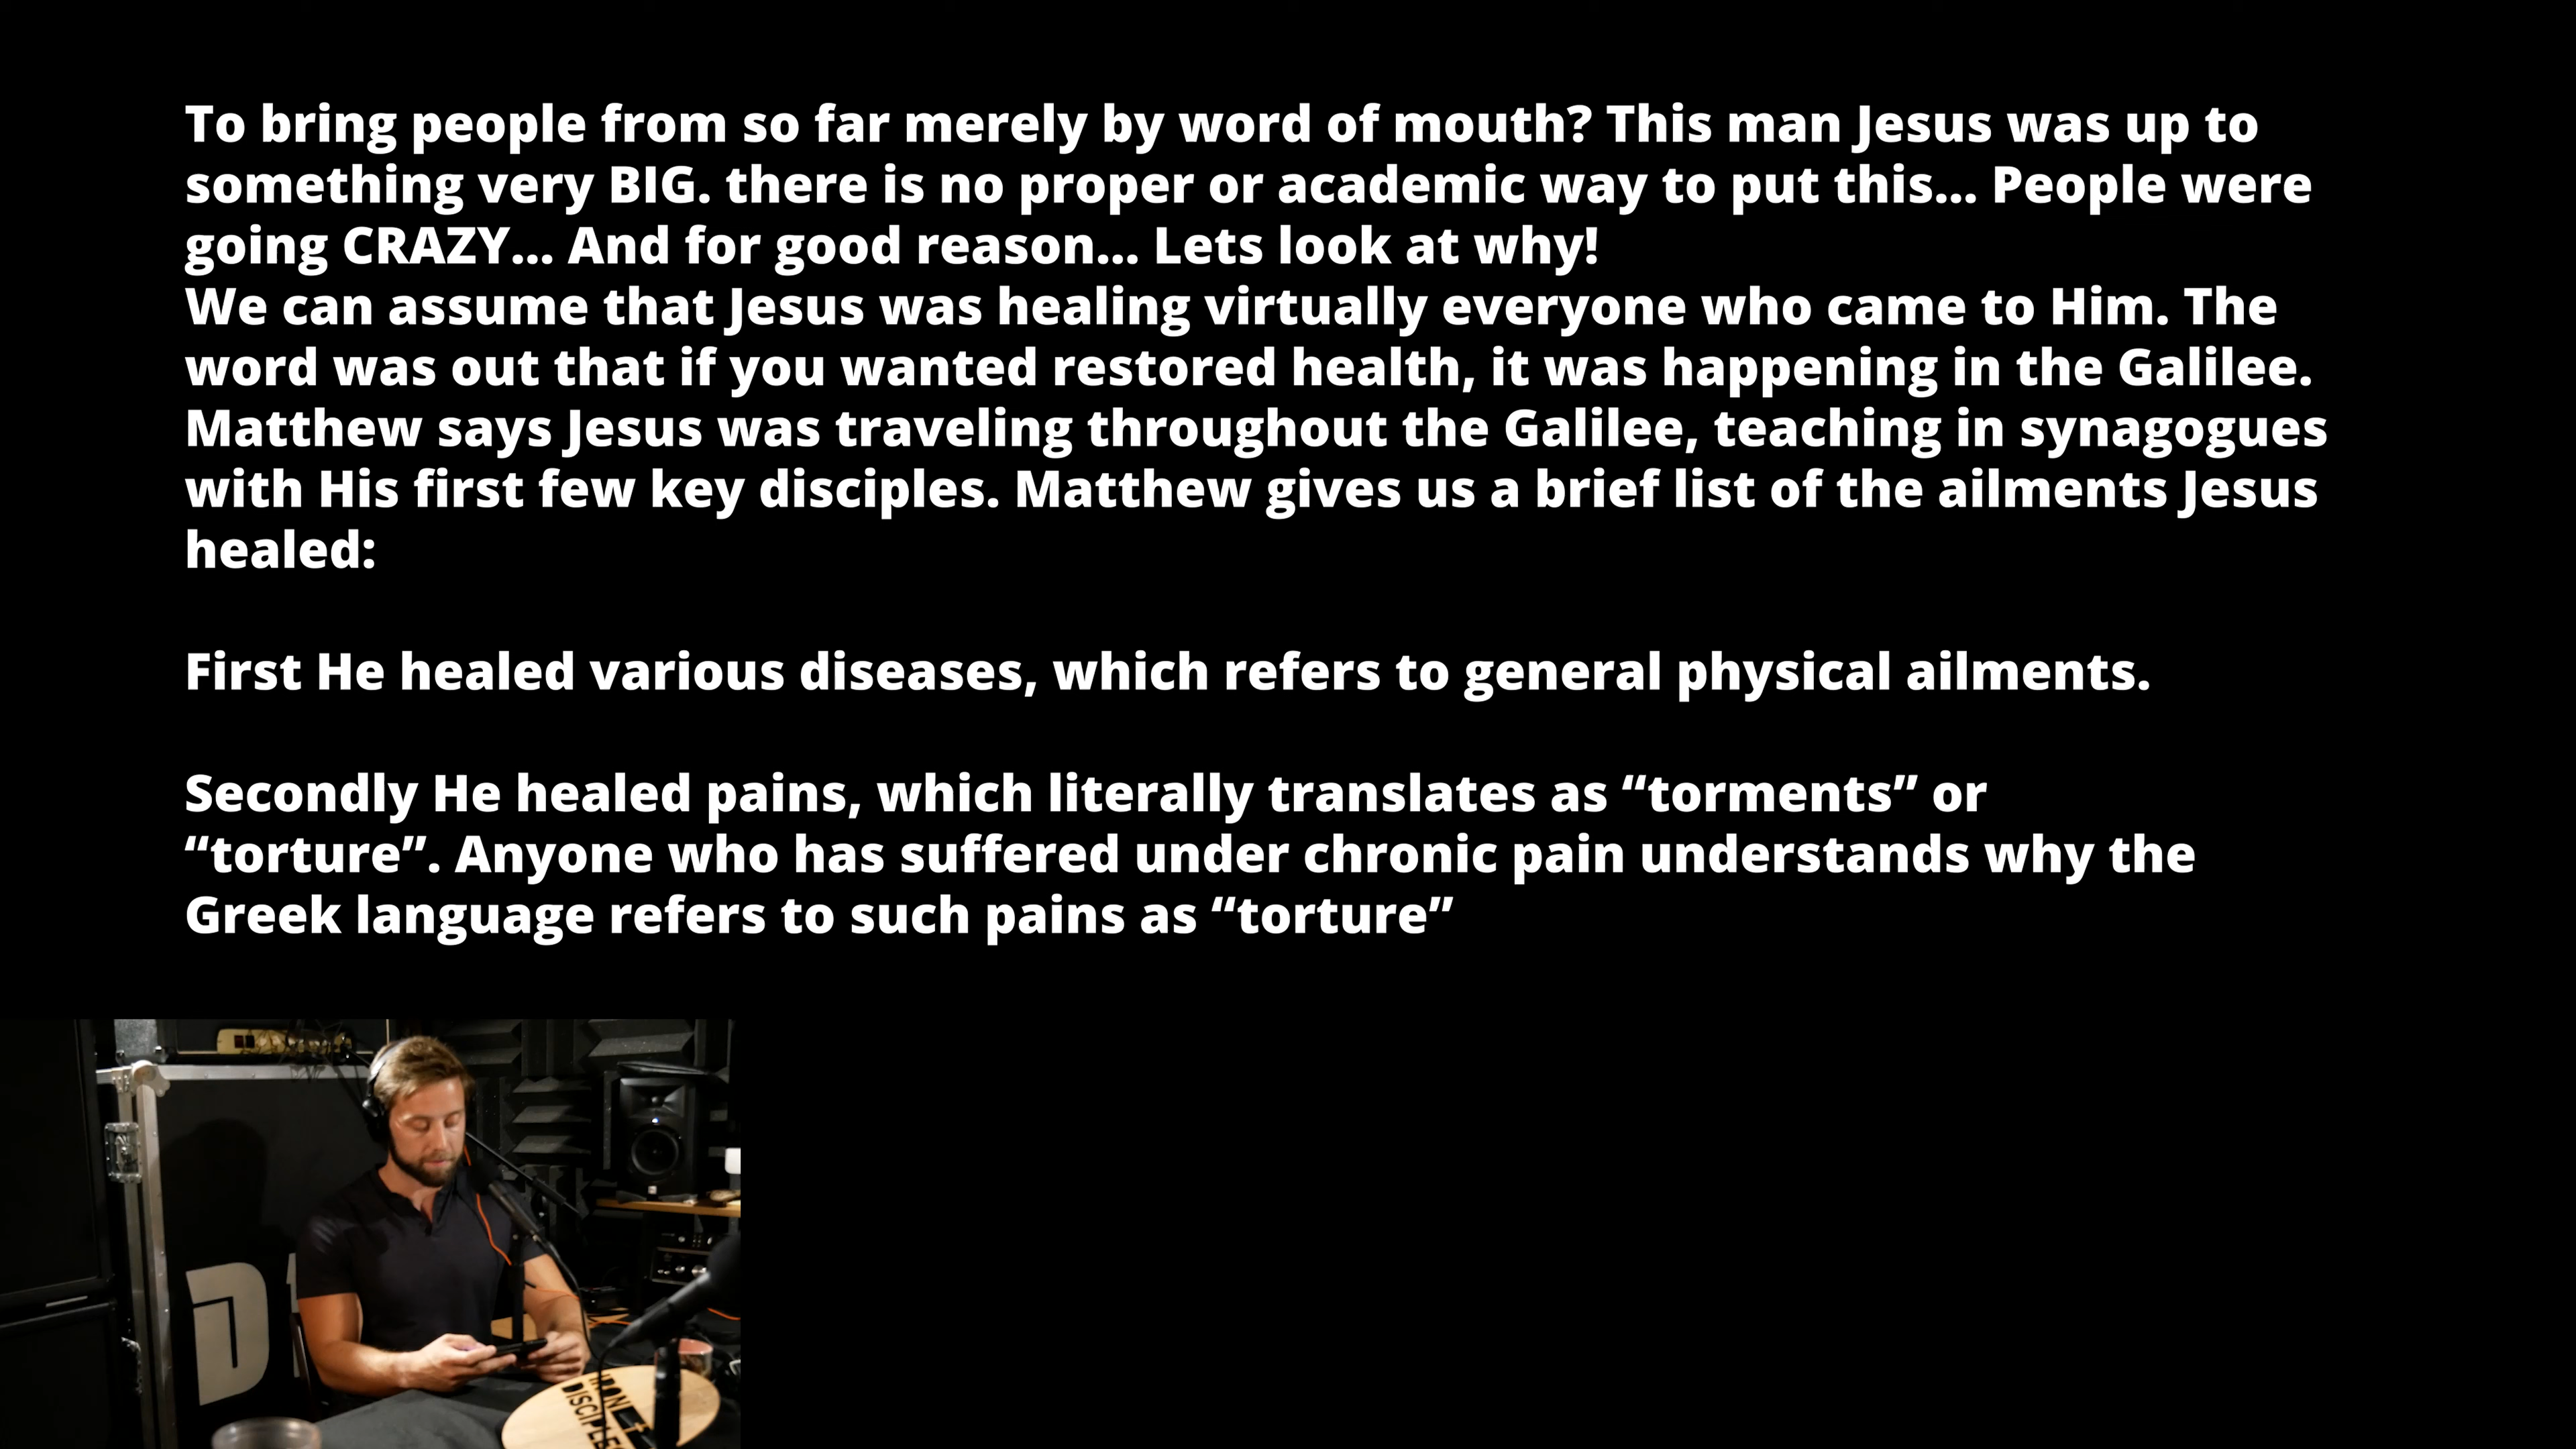 To bring people from so far merely by word of mouth? This man Jesus was up to
something very BIG. there is no proper or academic way to put this... People were
going CRAZY... And for good reason... Lets look at why!
We can assume that Jesus was healing virtually everyone who came to Him. The
word was out that if you wanted restored health, it was happening in the Galilee.
Matthew says Jesus was traveling throughout the Galilee, teaching in synagogues
with His first few key disciples. Matthew gives us a brief list of the ailments Jesus
healed:
First He healed various diseases, which refers to general physical ailments.
Secondly He healed pains, which literally translates as “torments” or
“torture”. Anyone who has suffered under chronic pain understands why the
Greek language refers to such pains as “torture”
IRON